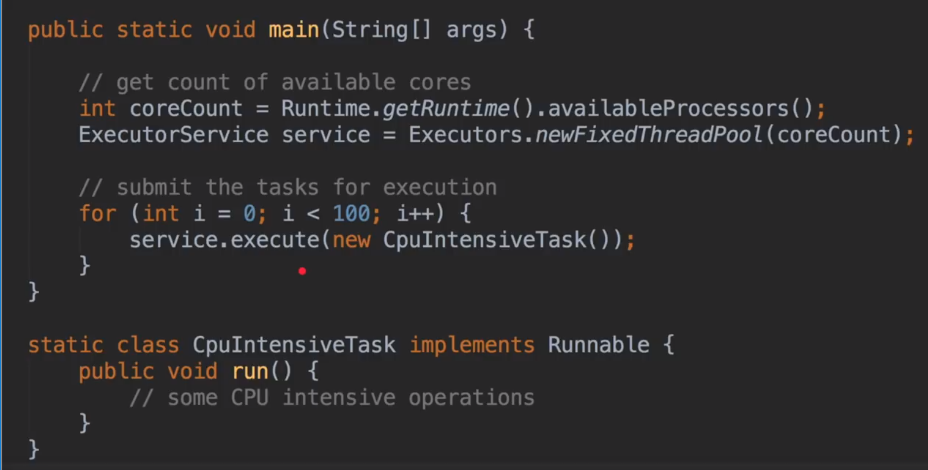 public static void main(String[] args) {
// get count of available cores
int coreCount = Runtime.getRuntime().availableProcessors();
ExecutorService service = Executors.newFixedThreadPool(coreCount);
// submit the tasks for execution
for (int i = 0; i < 100; i++) {
service.execute(new CpuIntensiveTask());
}
}
static class CpuIntensiveTask implements Runnable {
public void run() {
// some CPU intensive operations
}
}